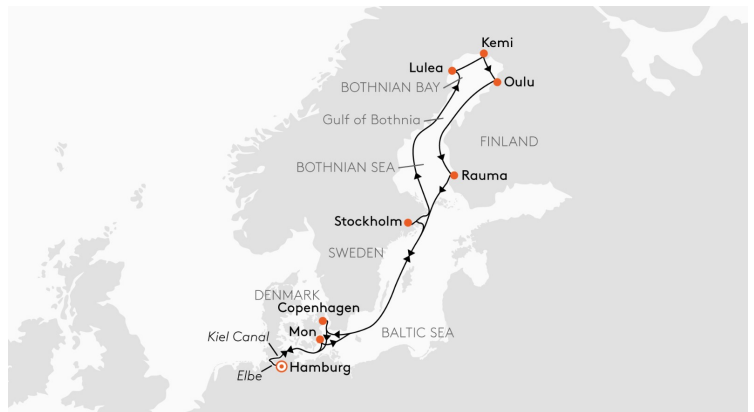 Kemi
Lulea
Oulu
BOTHNIAN BAY
Gulf of Bothnia
FINLAND
BOTHNIAN SEA
Rauma
Stockholm
SWEDEN
DENMARK
Copenhagen
Mon
BALTIC SEA
Kiel Canal
Hamburg
Elbe